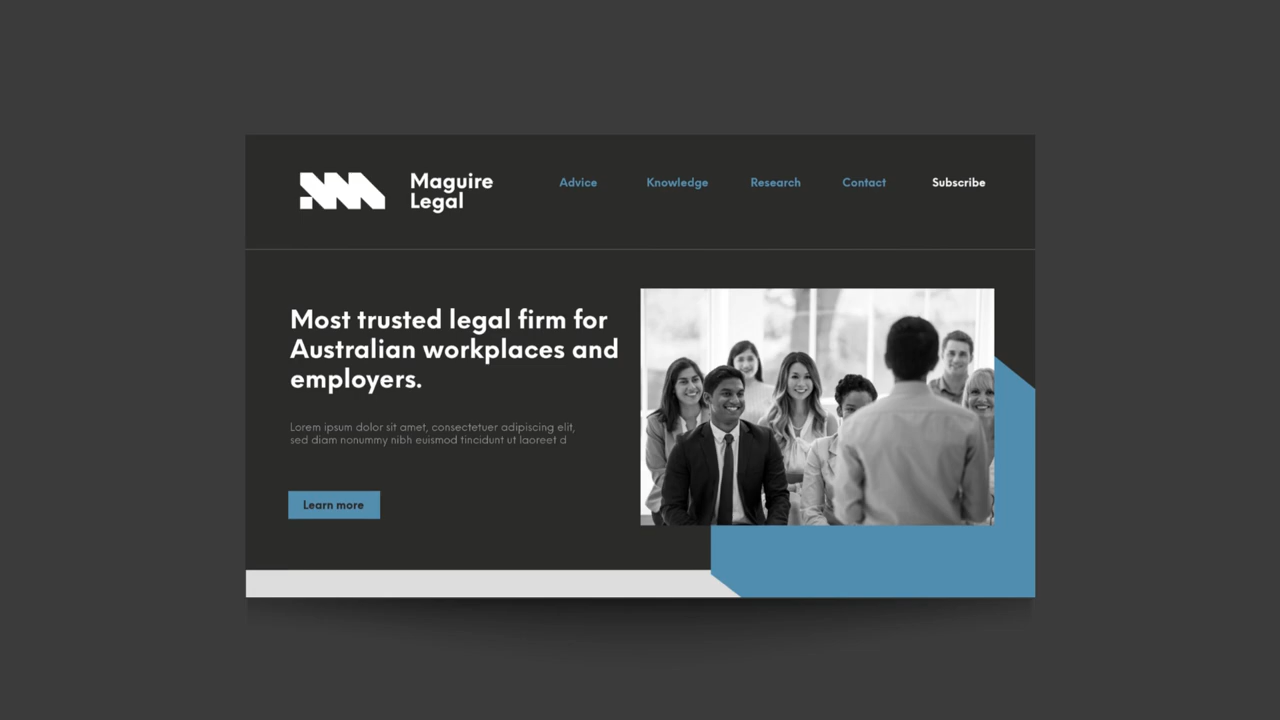 Maguire
Legal
Advice
Knowledge
Research
Contact
Subscribe
Most trusted legal firm for
Australian workplaces and
employers.
Lorem ipsum dolor sit amet, consectetuer adipiscing elit,
sed diam nonummy nibh euismod tincidunt ut laoreet d
Learn more